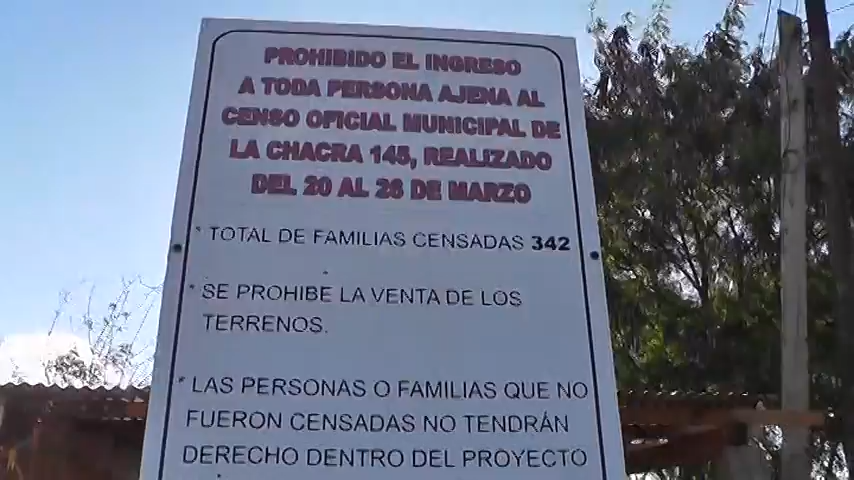 PROHIBIDO EL INGRESO
A TODA PERSONA AJENA AL
CENSO OFICIAL MUNICIPAL DE
LA CHACRA 145, REALIZADO
DEL 20 AL 26 DE MARZO
* TOTAL DE FAMILIAS CENSADAS 342
* SE PROHIBE LA VENTA DE LOS
TERRENOS.
* LAS PERSONAS O FAMILIAS QUE NO
FUERON CENSADAS NO TENDRÁN
DERECHO DENTRO DEL PROYECTO